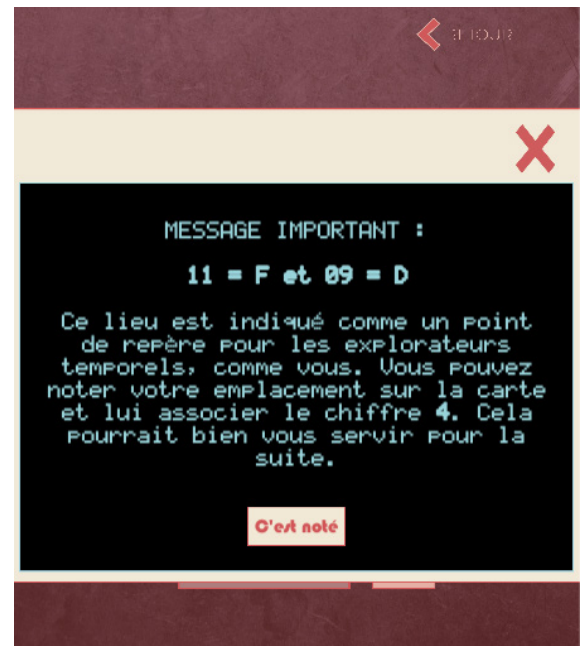 MESSAGE IMPORTANT :
11 = F et 09 = D
Ce lieu est indiqué comme un point
de repère pour les explorateurs
temporels, comme vous. Vous pouvez
noter votre emplacement sur la carte
et lui associer le chiffre 4. Cela
pourrait bien vous servir pour la
suite.
C'est noté